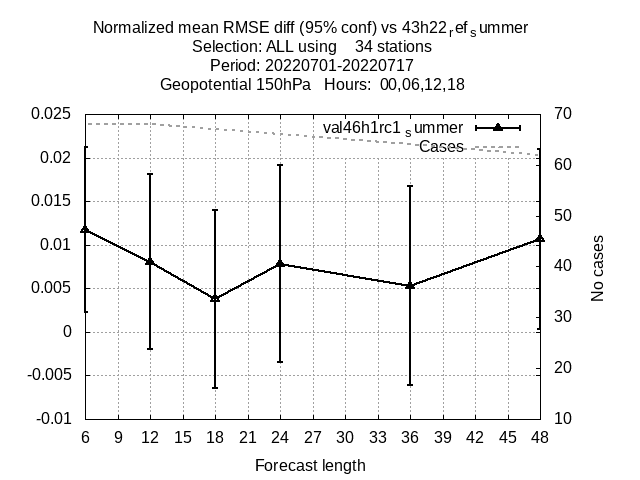 Normalized mean RMSE diff (95% conf) vs 43h22refsummer
Selection: ALL using 34 stations
Period: 20220701-20220717
Geopotential 150hPa Hours: 00,06,12,18
0.025 70
val46h1rc1summer
Cases
0.02 60
0.015 50
0.01 40
0.005 30
0 20
-0.005
-0.01 10
No cases
6 9 12 15 18 21 24 27 30 33 36 39 42 45 48
Forecast length